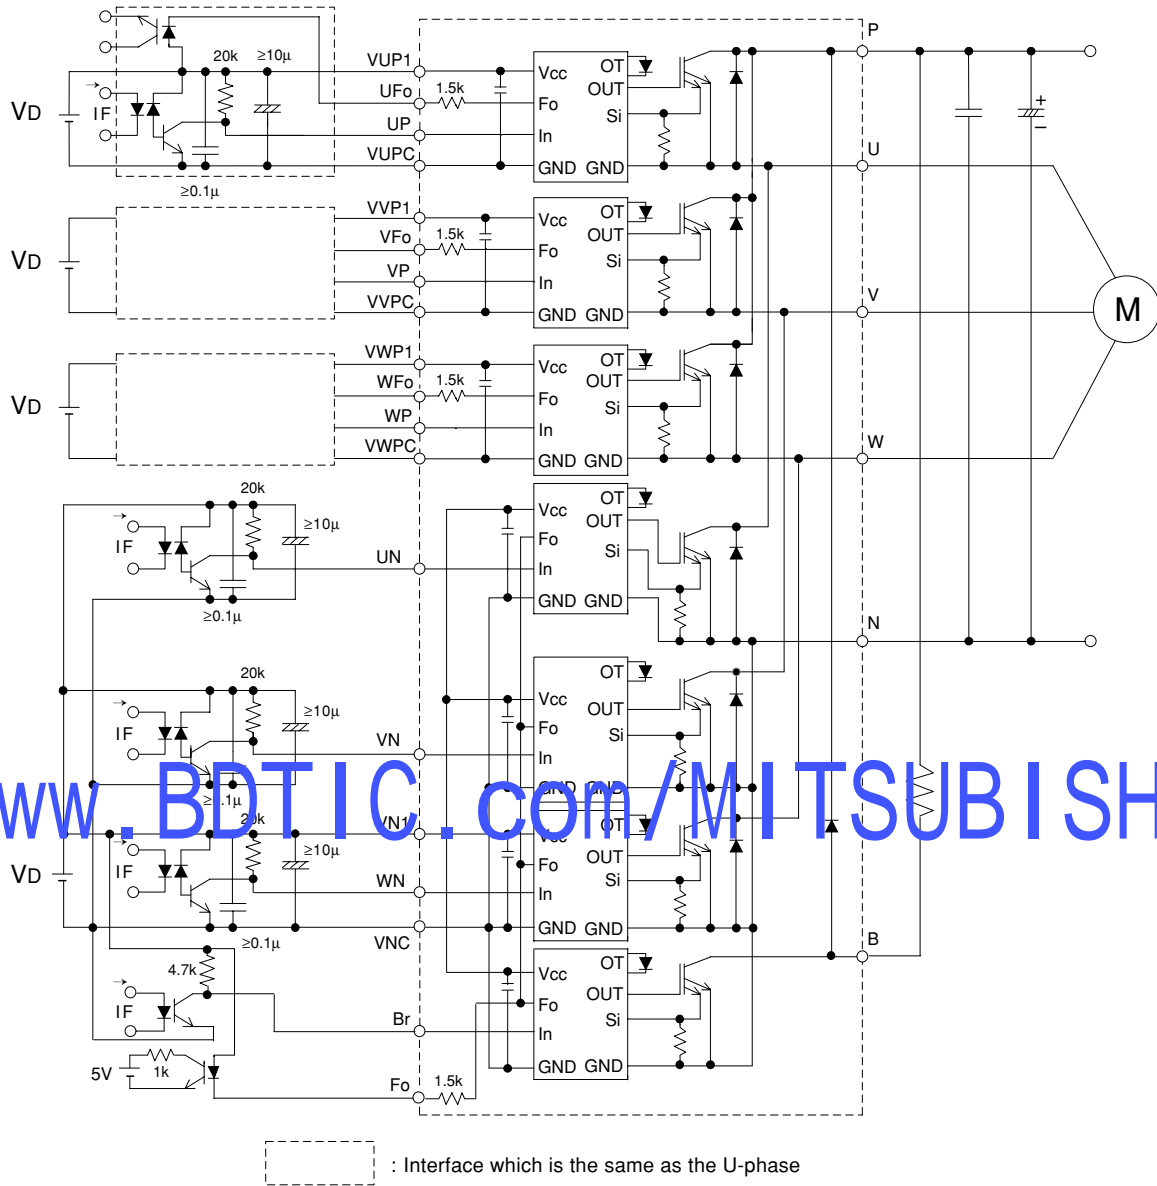 20k ≥10µ
VD
IF
≥0.1µ
VUP1
UFo 1.5k
UP
VUPC
Vcc OT
Fo OUT
Si
In
GND GND
P
U
+
−
VD
VVP1
VFo 1.5k
VP
VVPC
Vcc OT
Fo OUT
Si
In
GND GND
V
M
VD
VWP1
WFo 1.5k
WP
VWPC
Vcc OT
OUT
Fo Si
In
GND GND
W
20k
≥10µ
IF
≥0.1µ
UN
Vcc OT
OUT
Fo Si
In
GND GND
N
20k
≥10µ
IF
≥0.1µ
VN
Vcc OT
OUT
Fo Si
In
GND GND
www.BDTIC.com/MITSUBISH
VN1
20k
≥10µ
VD
IF
≥0.1µ
WN
VNC
Vcc OT
OUT
Fo Si
In
GND GND
B
4.7k
IF
Br
Vcc OT
OUT
Fo Si
In
GND GND
5V 1k
Fo 1.5k
: Interface which is the same as the U-phase